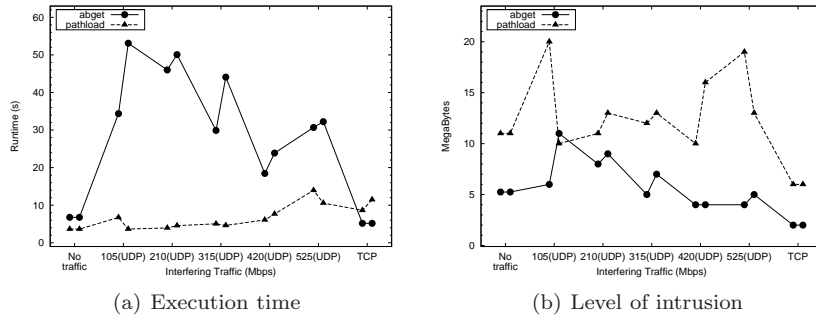 abget
pathload
60
50
40
30
20
10
0
Runtime (s)
No traffic 105(UDP) 210(UDP) 315(UDP) 420(UDP) 525(UDP) TCP
Interfering Traffic (Mbps)
(a) Execution time
abget
pathload
20
15
10
5
0
MegaBytes
No traffic 105(UDP) 210(UDP) 315(UDP) 420(UDP) 525(UDP) TCP
Interfering Traffic (Mbps)
(b) Level of intrusion